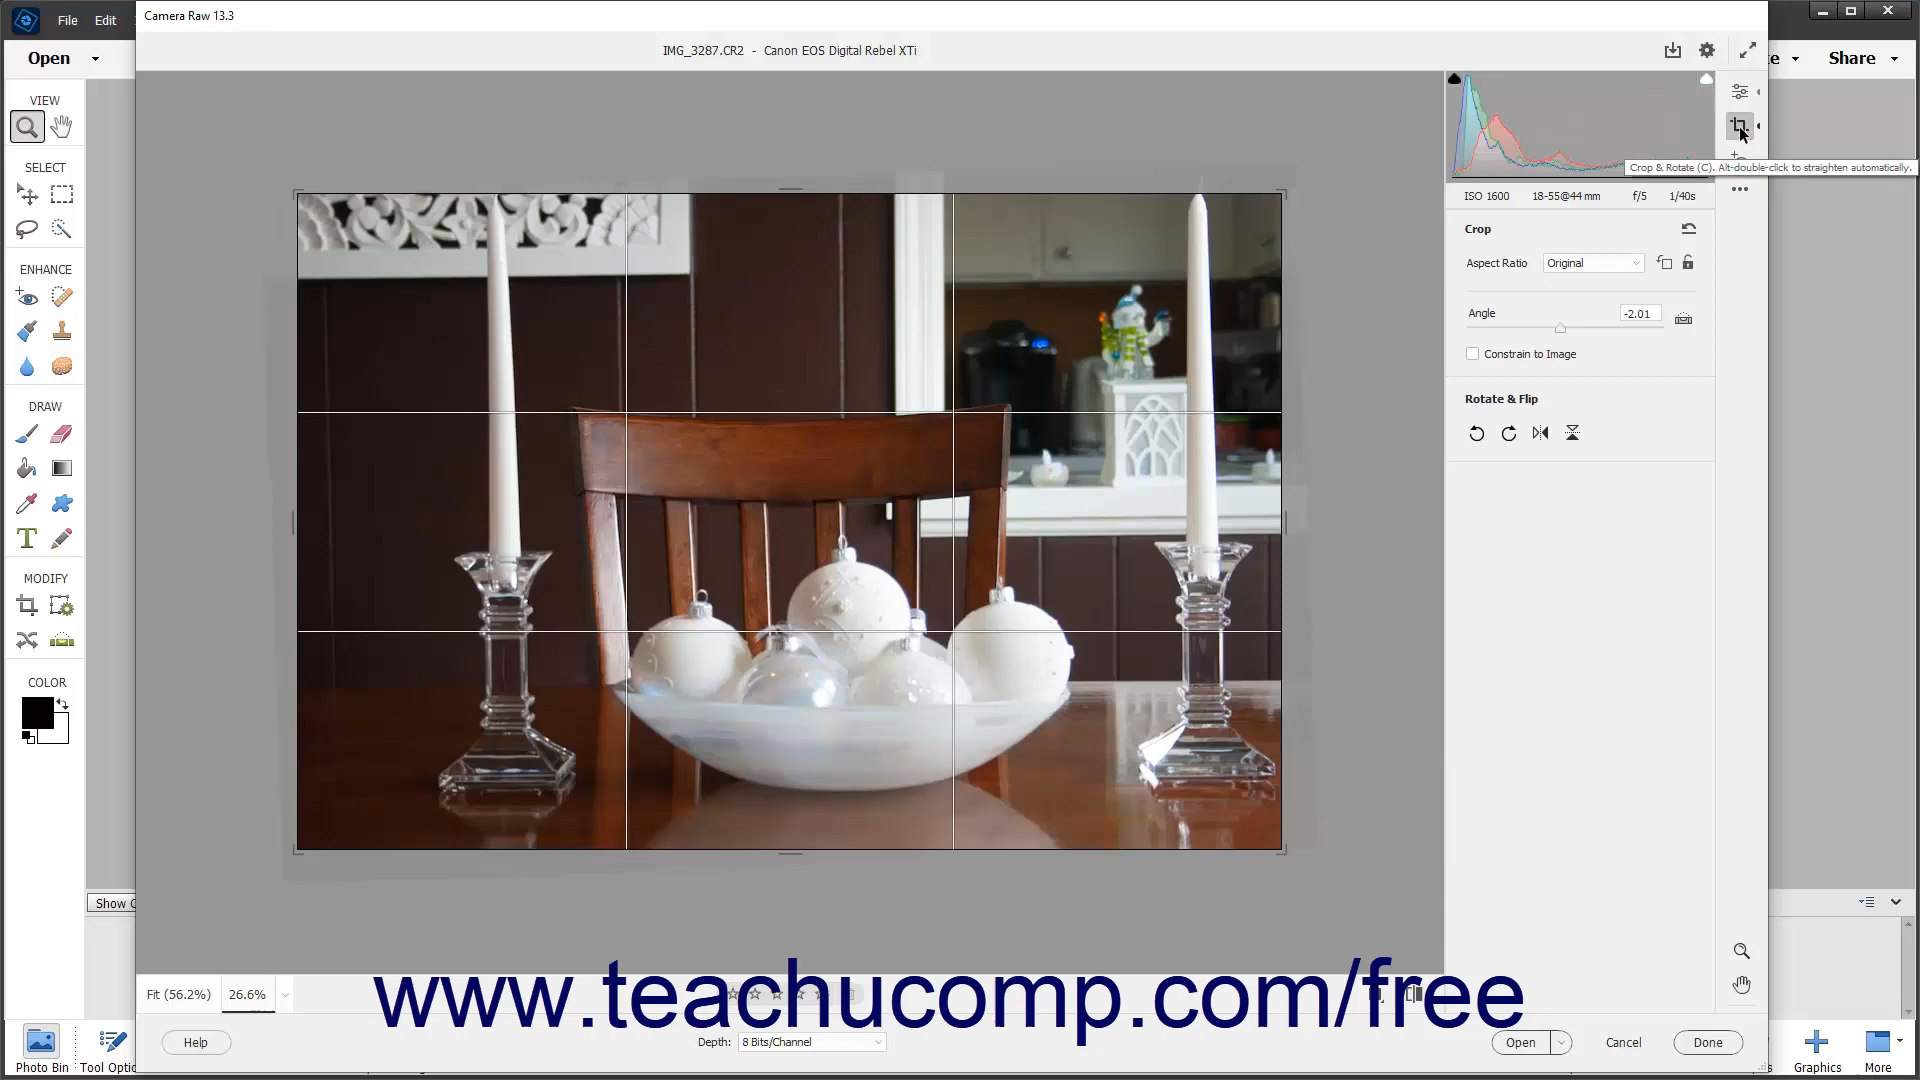 Camera Raw 13.3
File
Edit
IMG_3287.CR2 - Canon EOS Digital Rebel XTi
Open
Share
VIEW
Crop & Rotate (C). Alt-double-click to straighten automatically.
SELECT
ISO 1600 18-55@44 mm f/5 1/40s
Crop
Aspect Ratio Original
ENHANCE
Angle -2.01
Constrain to Image
Rotate & Flip
DRAW
MODIFY
COLOR
Show
Fit (56.2%) 26.6%
www.teachucomp.com/free
Help
Depth: 8 Bits/Channel
Open
Cancel
Done
Photo Bin
Tool
Graphics
More